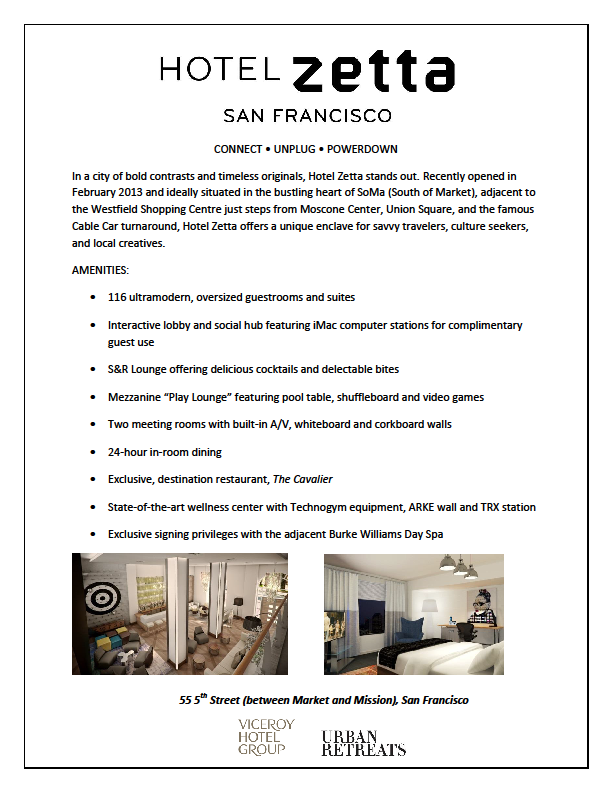 HOTEL zetta
SAN FRANCISCO
CONNECT • UNPLUG • POWERDOWN
In a city of bold contrasts and timeless originals, Hotel Zetta stands out. Recently opened in
February 2013 and ideally situated in the bustling heart of SoMa (South of Market), adjacent to
the Westfield Shopping Centre just steps from Moscone Center, Union Square, and the famous
Cable Car turnaround, Hotel Zetta offers a unique enclave for savvy travelers, culture seekers,
and local creatives.
AMENITIES:
• 116 ultramodern, oversized guestrooms and suites
• Interactive lobby and social hub featuring iMac computer stations for complimentary
guest use
• S&R Lounge offering delicious cocktails and delectable bites
• Mezzanine “Play Lounge” featuring pool table, shuffleboard and video games
• Two meeting rooms with built-in A/V, whiteboard and corkboard walls
• 24-hour in-room dining
• Exclusive, destination restaurant, The Cavalier
• State-of-the-art wellness center with Technogym equipment, ARKE wall and TRX station
• Exclusive signing privileges with the adjacent Burke Williams Day Spa
55 5th Street (between Market and Mission), San Francisco
VICEROY
HOTEL
GROUP
URBAN
RETREATS